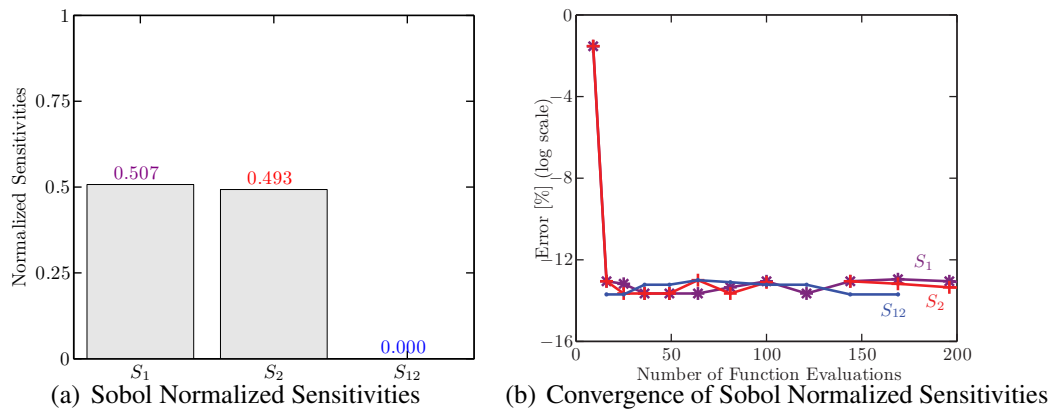 Normalized Sensitivities
1
0.75
0.5
0.25
0
0.507
0.493
0.000
S1
S2
S12
(a) Sobol Normalized Sensitivities
Error [%] (log scale)
0
−4
−8
−12
−16
S1
S2
S12
0 50 100 150 200
Number of Function Evaluations
(b) Convergence of Sobol Normalized Sensitivities